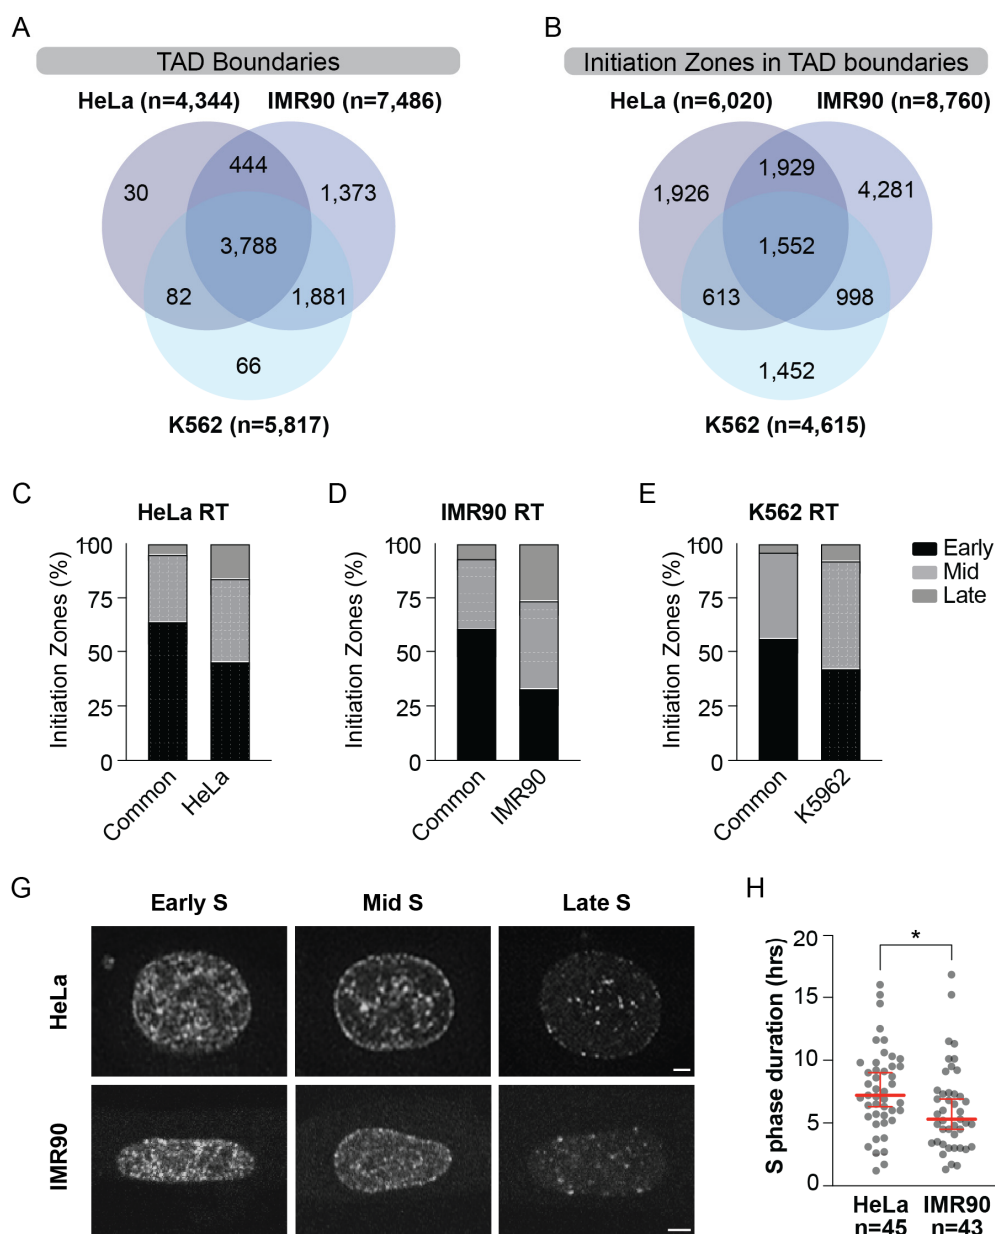 A
B
TAD Boundaries
Initiation Zones in TAD boundaries
HeLa (n=4,344) IMR90 (n=7,486)
HeLa (n=6,020) IMR90 (n=8,760)
444
30
1,373
3,788
82
1,881
66
K562 (n=5,817)
1,929
1,926
4,281
1,552
613
998
1,452
K562 (n=4,615)
C
HeLa RT
Initiation Zones (%)
100
75
50
25
0
Common
HeLa
D
IMR90 RT
Initiation Zones (%)
100
75
50
25
0
Common
IMR90
E
K562 RT
Initiation Zones (%)
100
75
50
25
0
Common
K5962
Early
Mid
Late
G
Early S
Mid S
Late S
HeLa
IMR90
H
S phase duration (hrs)
20
15
10
5
0
*
HeLa
n=45
IMR90
n=43